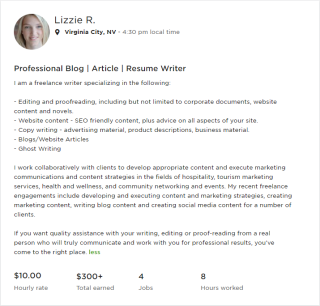 Lizzie R.
Virginia City, NV - 4:30 pm local time
Professional Blog | Article | Resume Writer
I am a freelance writer specializing in the following:
- Editing and proofreading, including but not limited to corporate documents, website
content and novels.
- Website content - SEO friendly content, plus advice on all aspects of your site.
- Copy writing - advertising material, product descriptions, business material.
- Blogs/Website Articles
- Ghost Writing
I work collaboratively with clients to develop appropriate content and execute marketing
communications and content strategies in the fields of hospitality, tourism marketing
services, health and wellness, and community networking and events. My recent freelance
engagements include developing and executing content and marketing strategies, creating
marketing content, writing blog content and creating social media content for a number of
clients.
If you want quality assistance with your writing, editing or proof-reading from a real
person who will truly communicate and work with you for professional results, you've
come to the right place. less
$10.00 $300+ 4 8
Hourly rate Total earned Jobs Hours worked